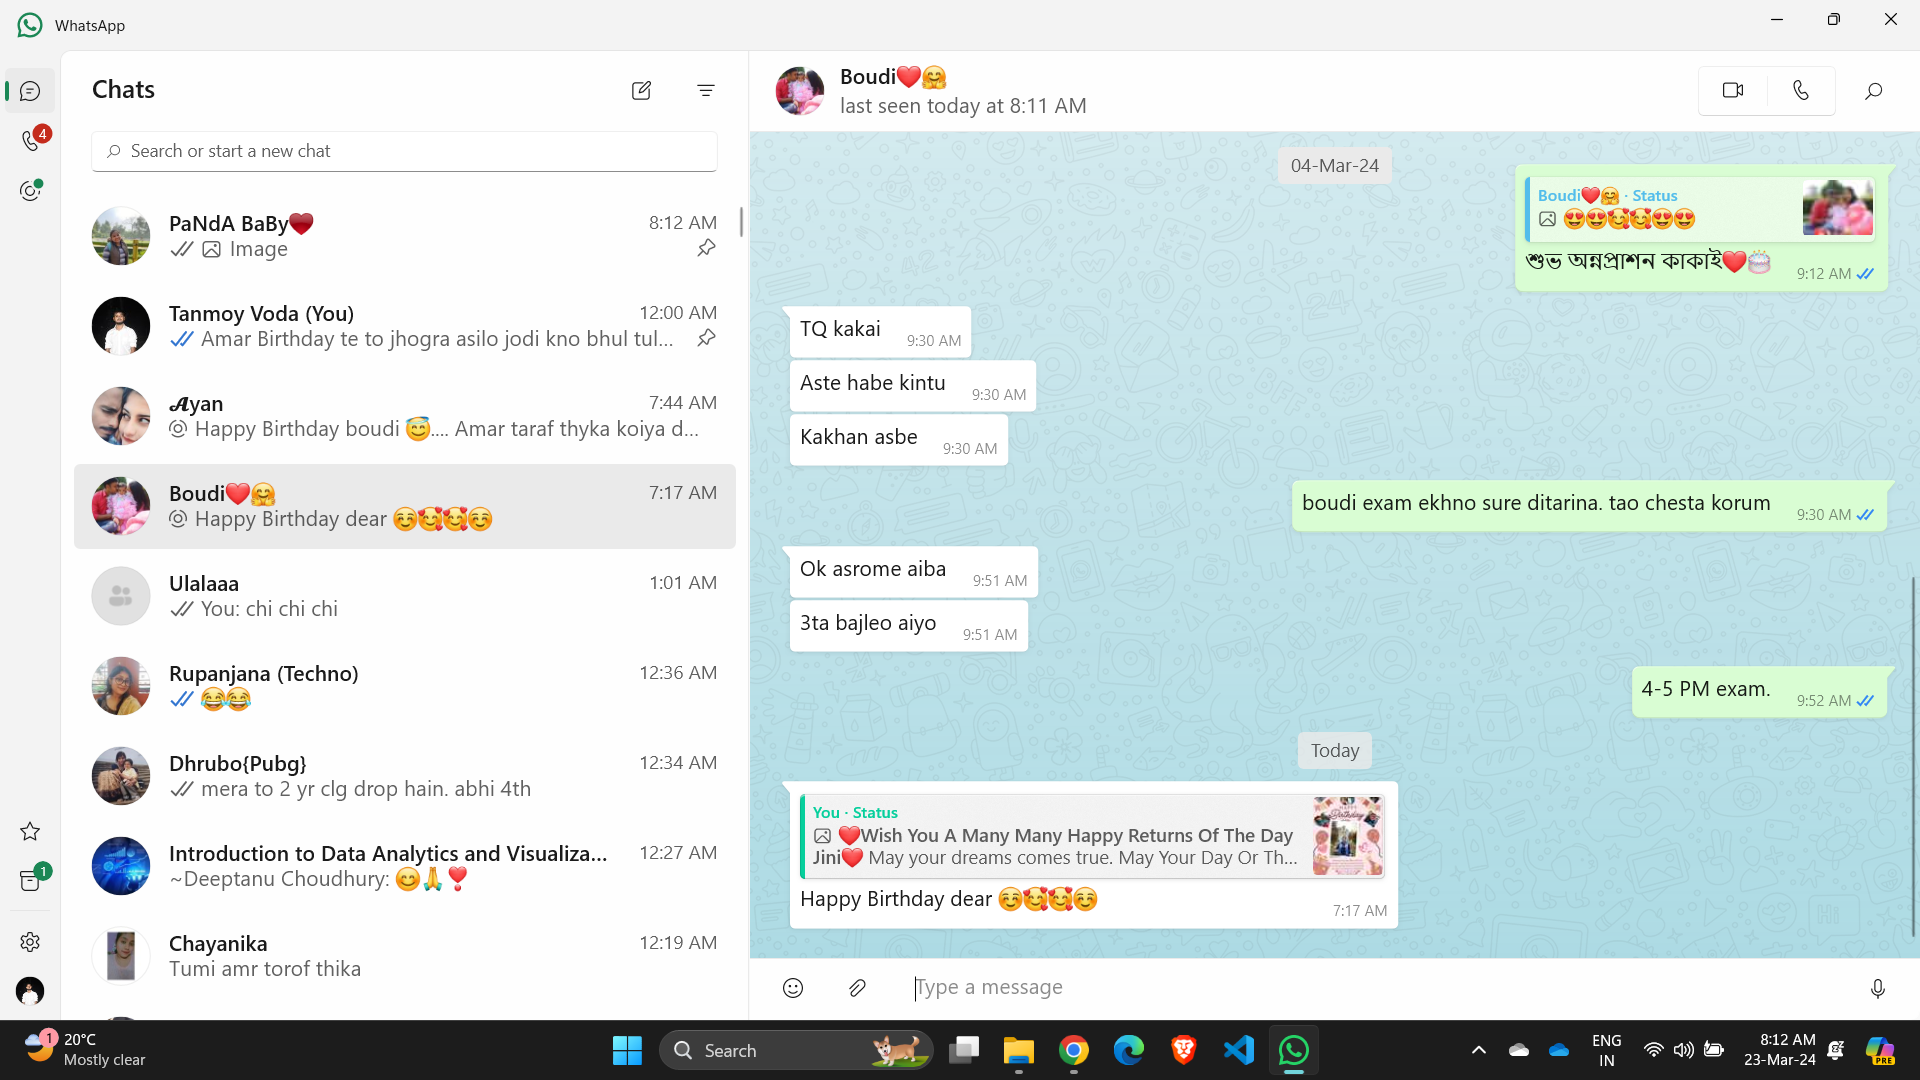 WhatsApp
Chats
4
Search or start a new chat
PaNdA BaBy❤️ 8:12 AM
Image
Tanmoy Voda (You) 12:00 AM
Amar Birthday te to jhogra asilo jodi kno bhul tul...
𝓐yan 7:44 AM
Happy Birthday boudi 😇.... Amar taraf thyka koiya d...
Boudi❤️🤗 7:17 AM
Happy Birthday dear ☺️🥰🥰☺️
Ulalaaa 1:01 AM
You: chi chi chi
Rupanjana (Techno) 12:36 AM
😂😂
Dhrubo{Pubg} 12:34 AM
mera to 2 yr clg drop hain. abhi 4th
Introduction to Data Analytics and Visualiza... 12:27 AM
~Deeptanu Choudhury: 😊🙏❣️
1
Chayanika 12:19 AM
Tumi amr torof thika
Boudi❤️🤗
last seen today at 8:11 AM
04-Mar-24
Boudi❤️🤗 · Status
😍😍🥰🥰😍😍
শুভ অন্নপ্রাশন কাকাই❤️🎂 9:12 AM
TQ kakai 9:30 AM
Aste habe kintu 9:30 AM
Kakhan asbe 9:30 AM
boudi exam ekhno sure ditarina. tao chesta korum 9:30 AM
Ok asrome aiba 9:51 AM
3ta bajleo aiyo 9:51 AM
4-5 PM exam. 9:52 AM
Today
You · Status
❤️Wish You A Many Many Happy Returns Of The Day
Jini❤️ May your dreams comes true. May Your Day Or Th...
Birthday
Happy Birthday dear ☺️🥰🥰☺️ 7:17 AM
Type a message
1
20°C
Mostly clear
Search
ENG
IN
8:12 AM
23-Mar-24
PRE